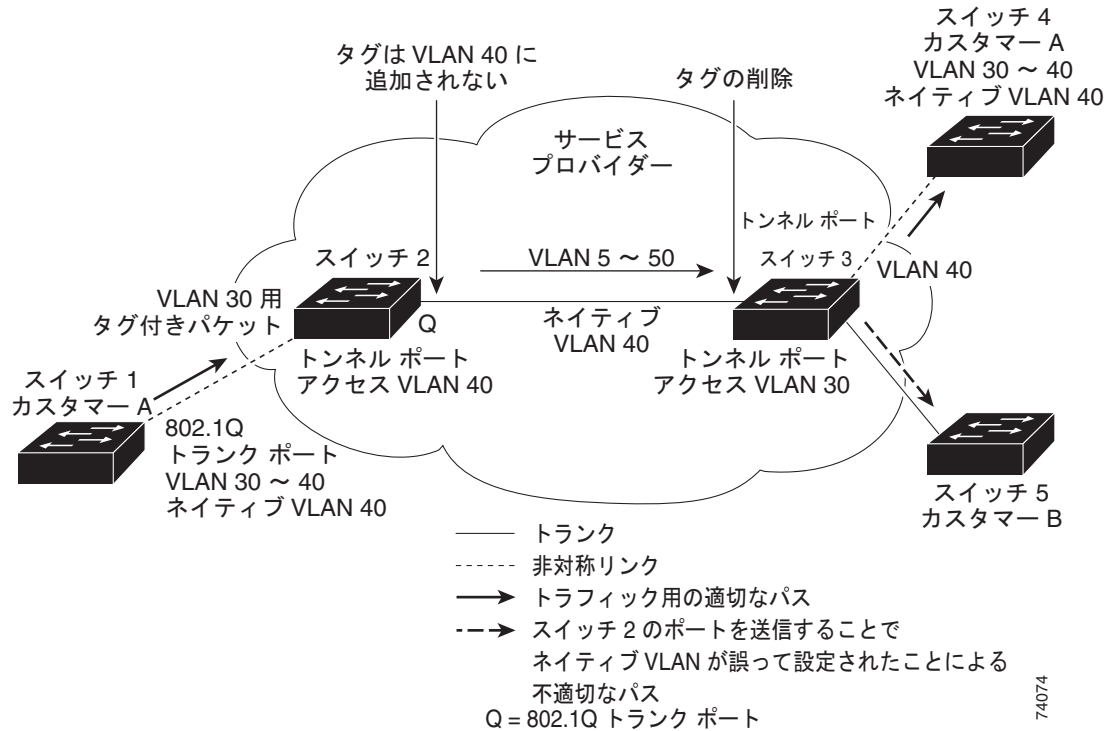 スイッチ 4
カスタマー A
VLAN 30 ～ 40
ネイティブ VLAN 40
タグは VLAN 40 に
追加されない
タグの削除
サービス
プロバイダー
トンネル ポート
スイッチ 2
VLAN 5 ～ 50
スイッチ 3
VLAN 40
VLAN 30 用
タグ付きパケット
Q
ネイティブ
VLAN 40
トンネル ポート
アクセス VLAN 40
トンネル ポート
アクセス VLAN 30
スイッチ 1
カスタマー A
802.1Q
トランク ポート
VLAN 30 ～ 40
ネイティブ VLAN 40
スイッチ 5
カスタマー B
トランク
非対称リンク
トラフィック用の適切なパス
スイッチ 2 のポートを送信することで
ネイティブ VLAN が誤って設定されたことによる
不適切なパス
Q = 802.1Q トランク ポート
74074